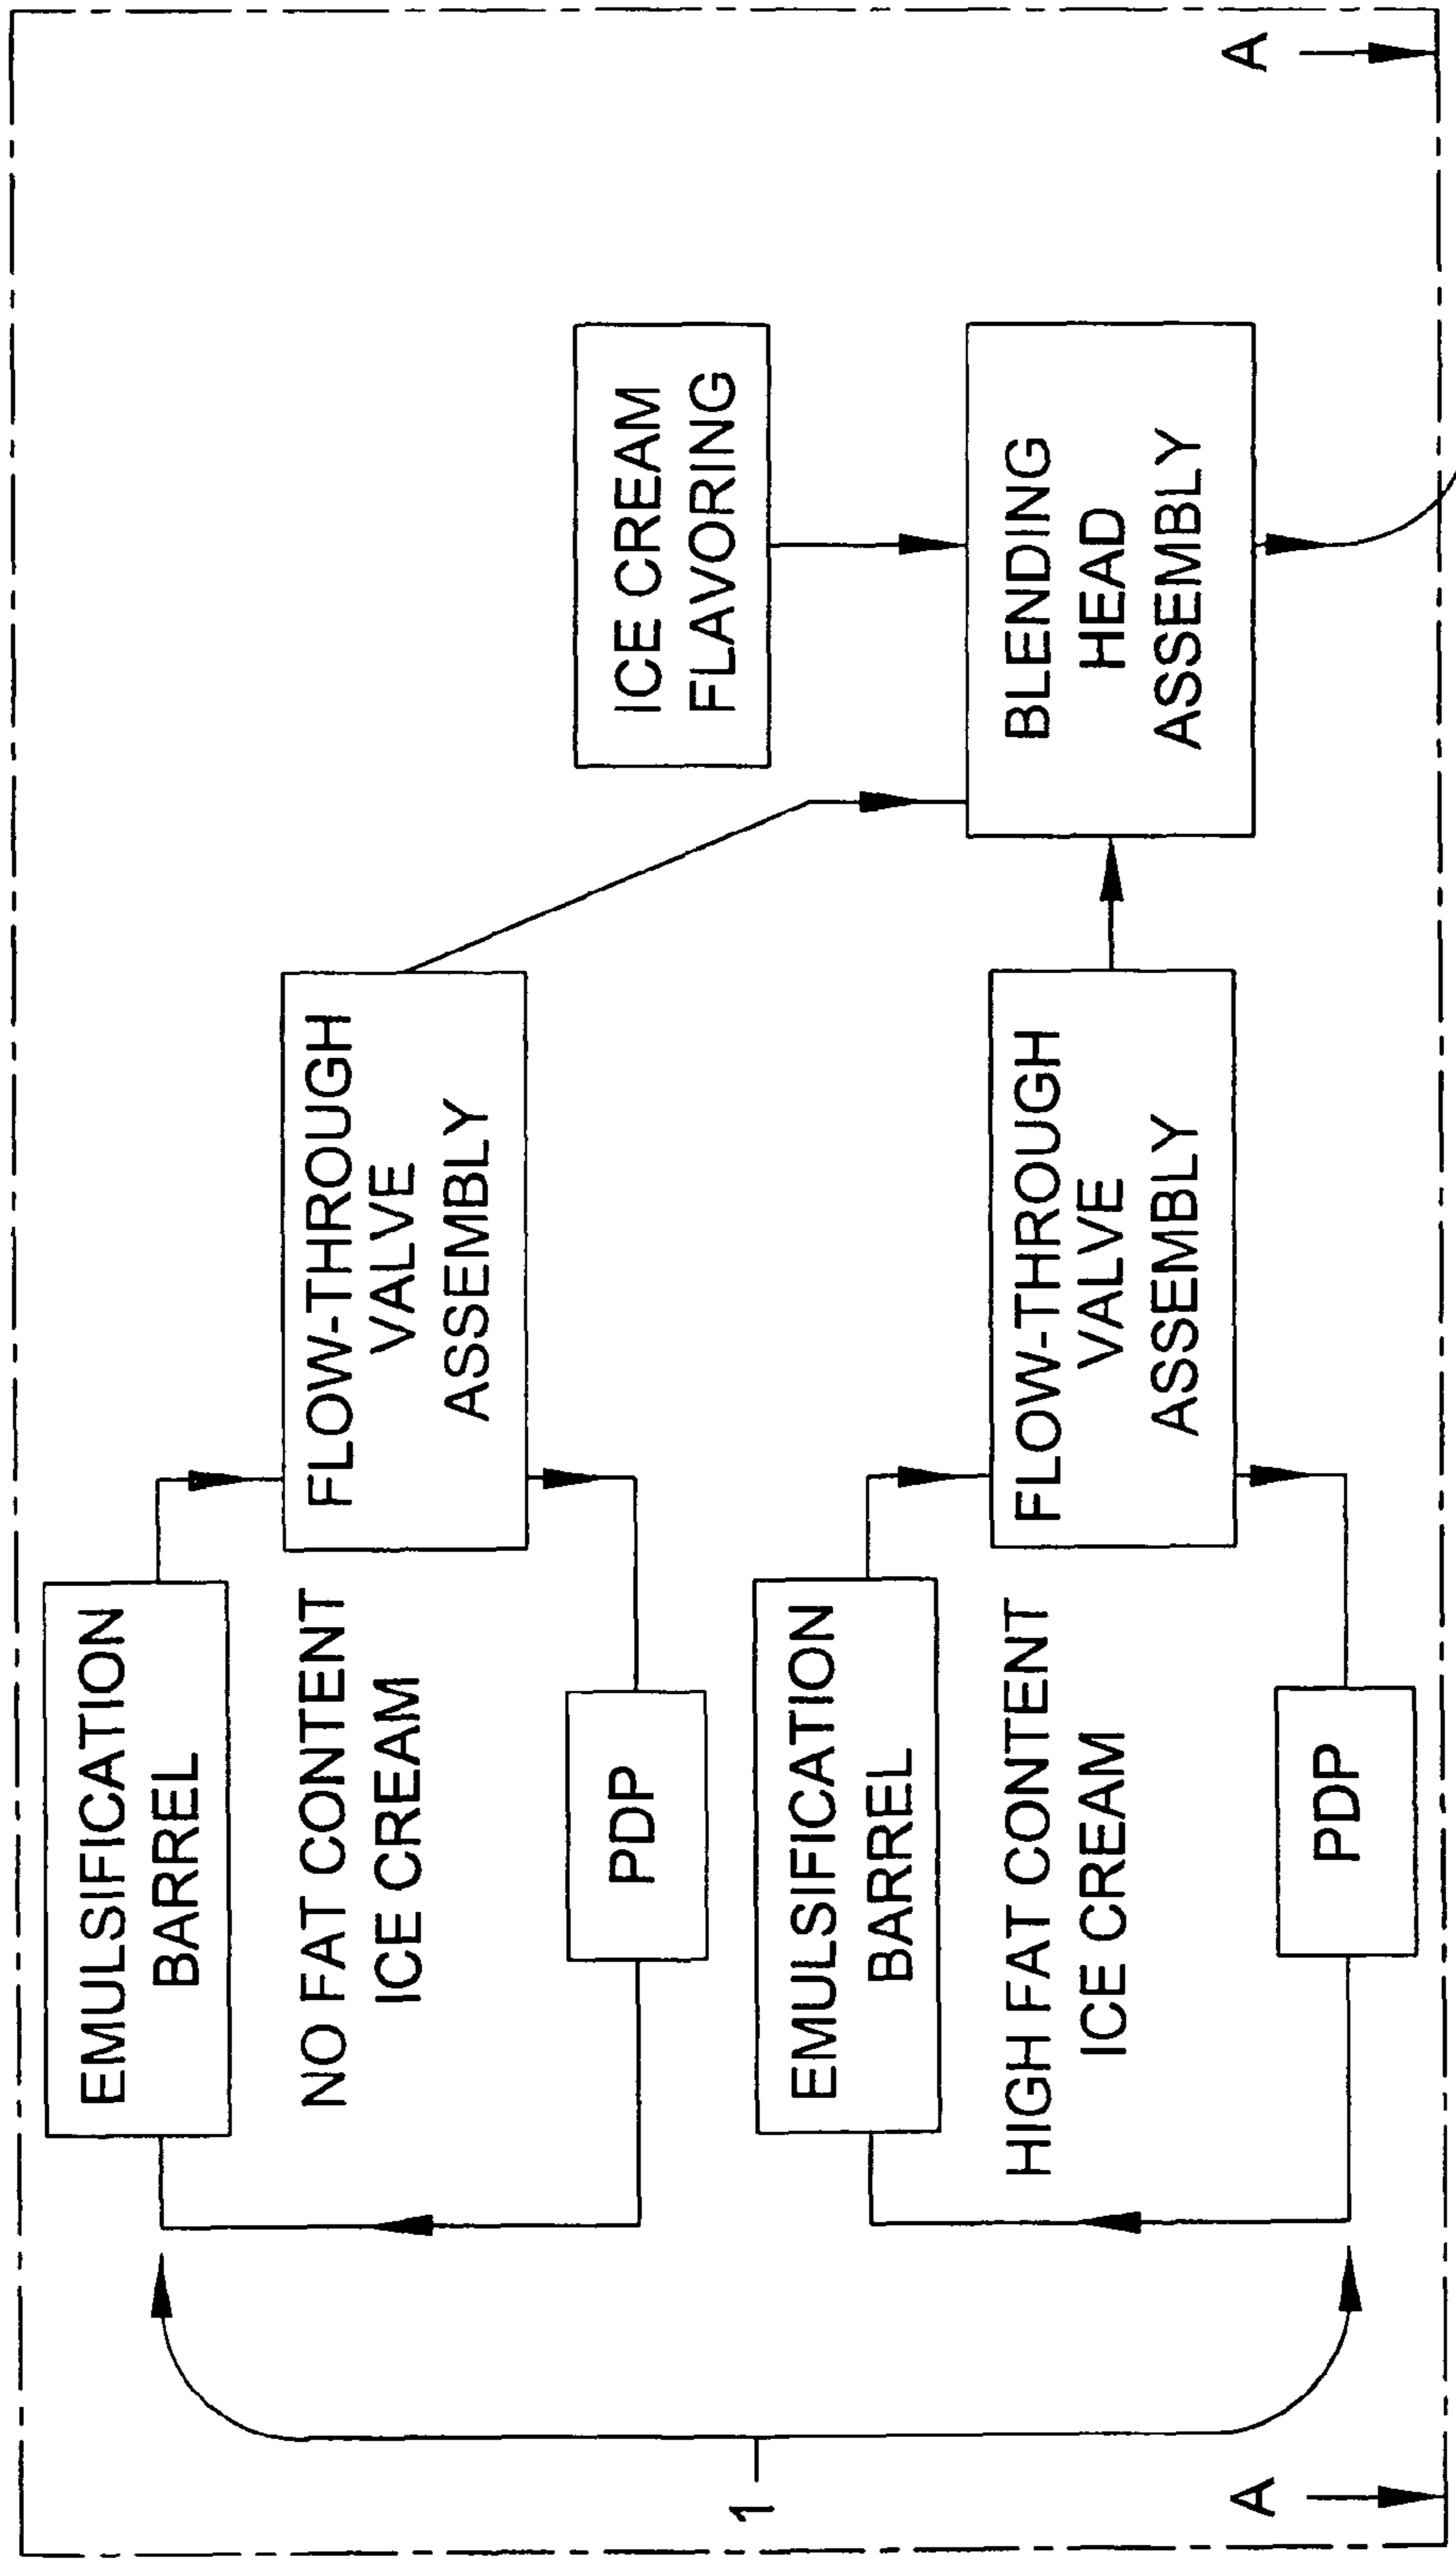 EMULSIFICATION
BARREL
NO FAT CONTENT
ICE CREAM
PDP
FLOW-THROUGH
VALVE
ASSEMBLY
ICE CREAM
FLAVORING
1
EMULSIFICATION
BARREL
HIGH FAT CONTENT
ICE CREAM
PDP
FLOW-THROUGH
VALVE
ASSEMBLY
BLENDING
HEAD
ASSEMBLY
A
A